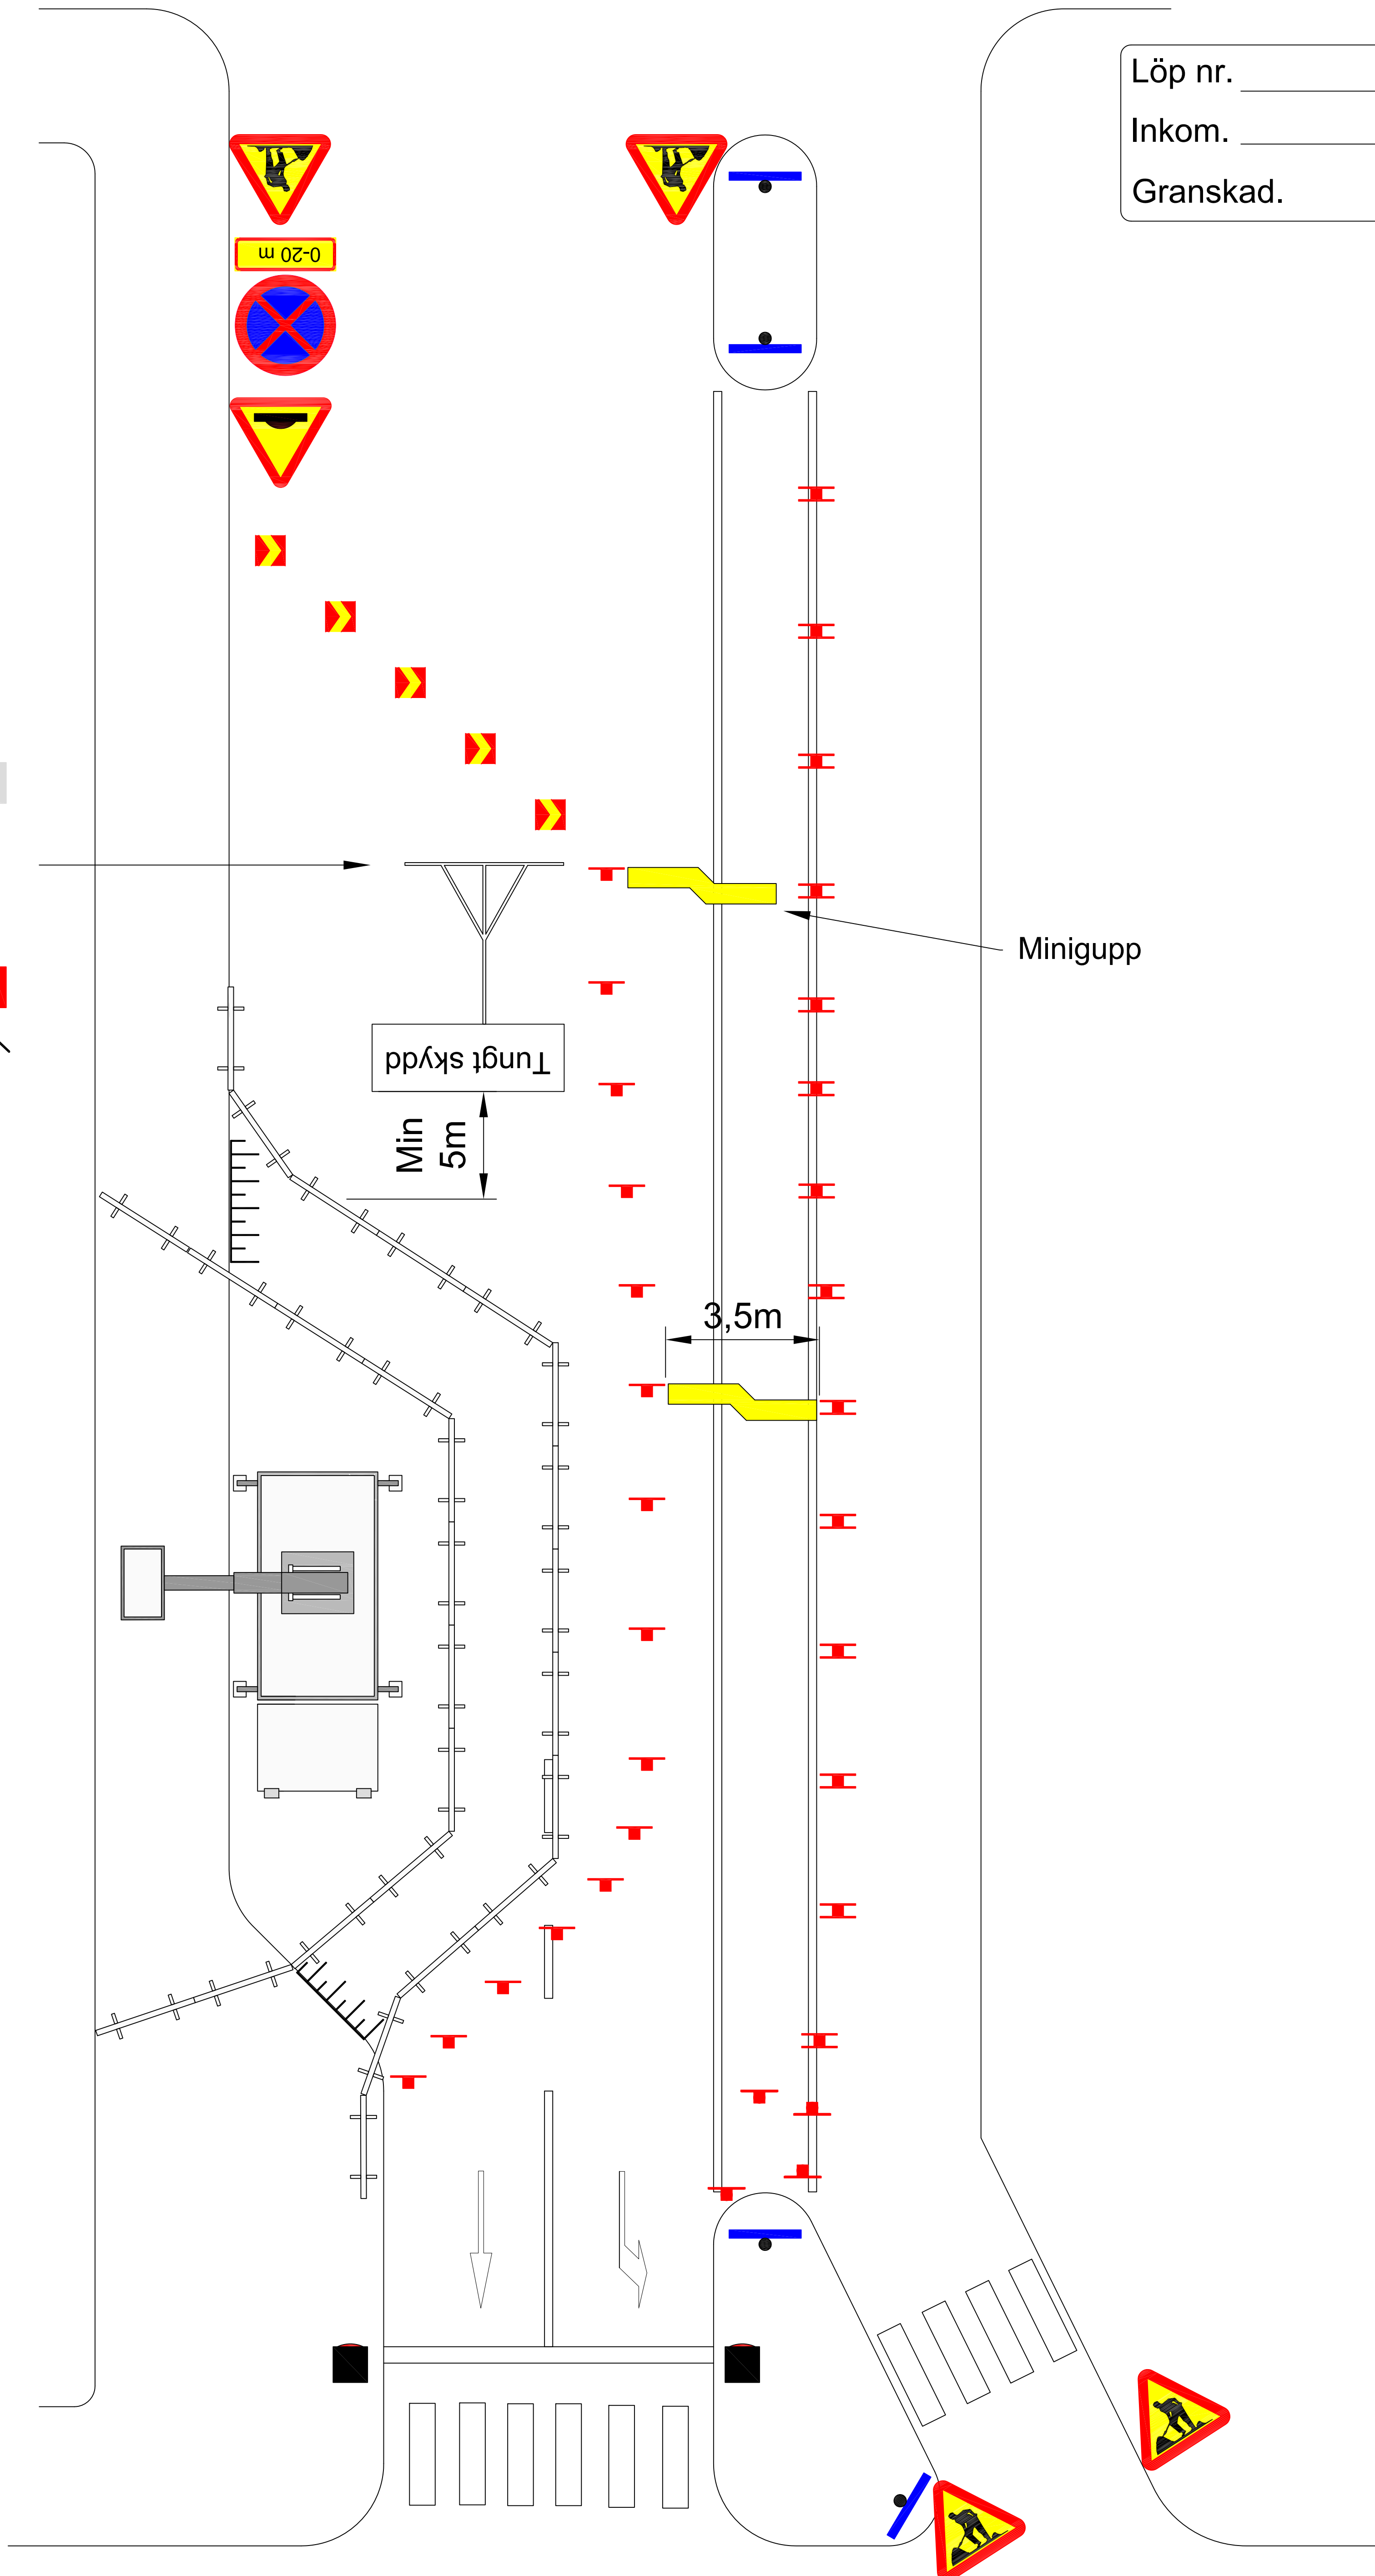 Löp nr.
Inkom.
Granskad.
0-20 m
Minigupp
Tungt skydd
Min
5m
3,5m